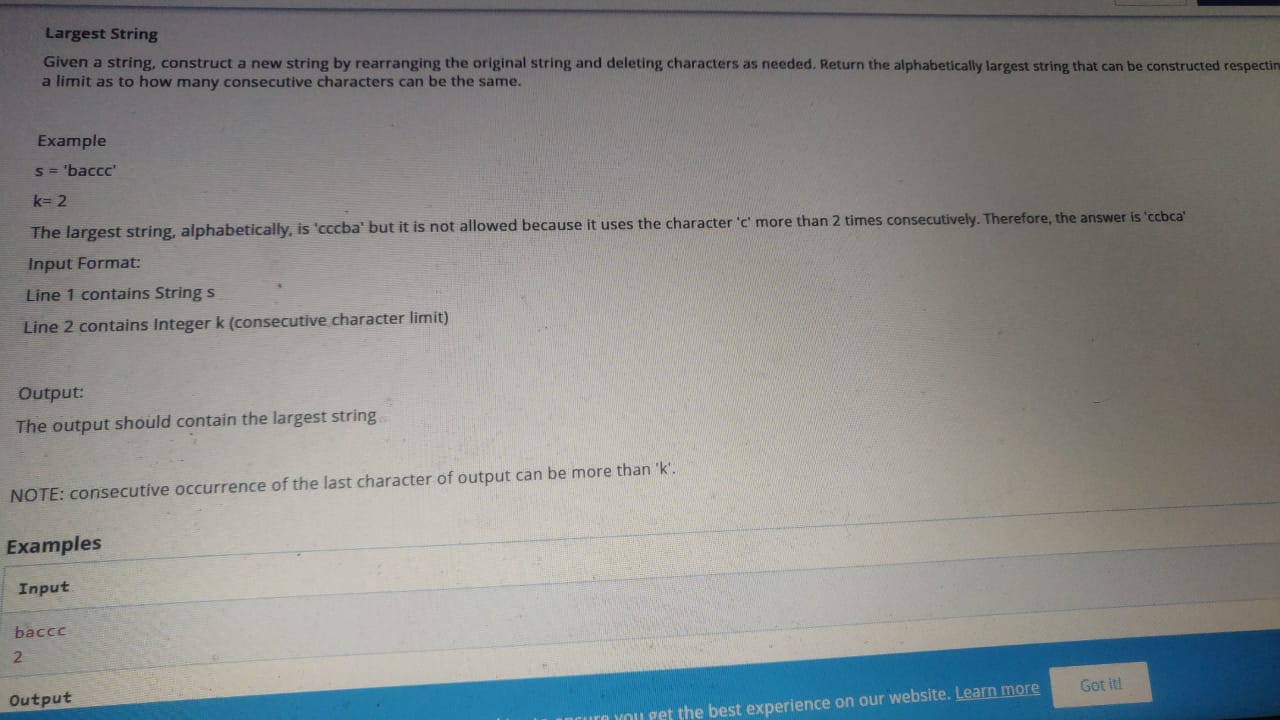 Largest String
Given a string, construct a new string by rearranging the original string and deleting characters as needed. Return the alphabetically largest string that can be constructed respectin
a limit as to how many consecutive characters can be the same.
Example
s = 'baccc'
k= 2
The largest string, alphabetically, is 'cccba' but it is not allowed because it uses the character 'c' more than 2 times consecutively. Therefore, the answer is 'ccbca'
Input Format:
Line 1 contains String s
Line 2 contains Integer k (consecutive character limit)
Output:
The output should contain the largest string
NOTE: consecutive occurrence of the last character of output can be more than 'k'.
Examples
Input
baccc
2
Output
you get the best experience on our website. Learn more
Got it!